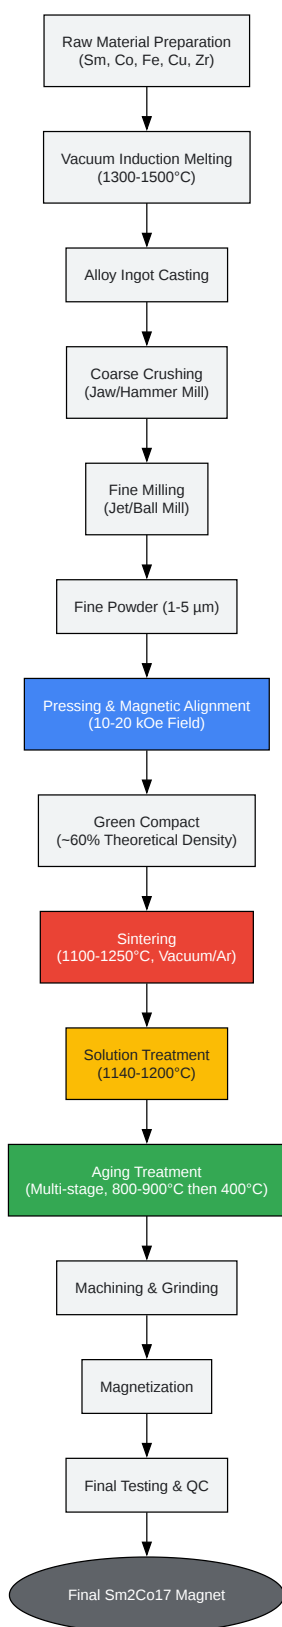 Raw Material Preparation
(Sm, Co, Fe, Cu, Zr)
Vacuum Induction Melting
(1300-1500°C)
Alloy Ingot Casting
Coarse Crushing
(Jaw/Hammer Mill)
Fine Milling
(Jet/Ball Mill)
Fine Powder (1-5 µm)
Pressing & Magnetic Alignment
(10-20 kOe Field)
Green Compact
(~60% Theoretical Density)
Sintering
(1100-1250°C, Vacuum/Ar)
Solution Treatment
(1140-1200°C)
Aging Treatment
(Multi-stage, 800-900°C then 400°C)
Machining & Grinding
Magnetization
Final Testing & QC
Final Sm2Co17 Magnet